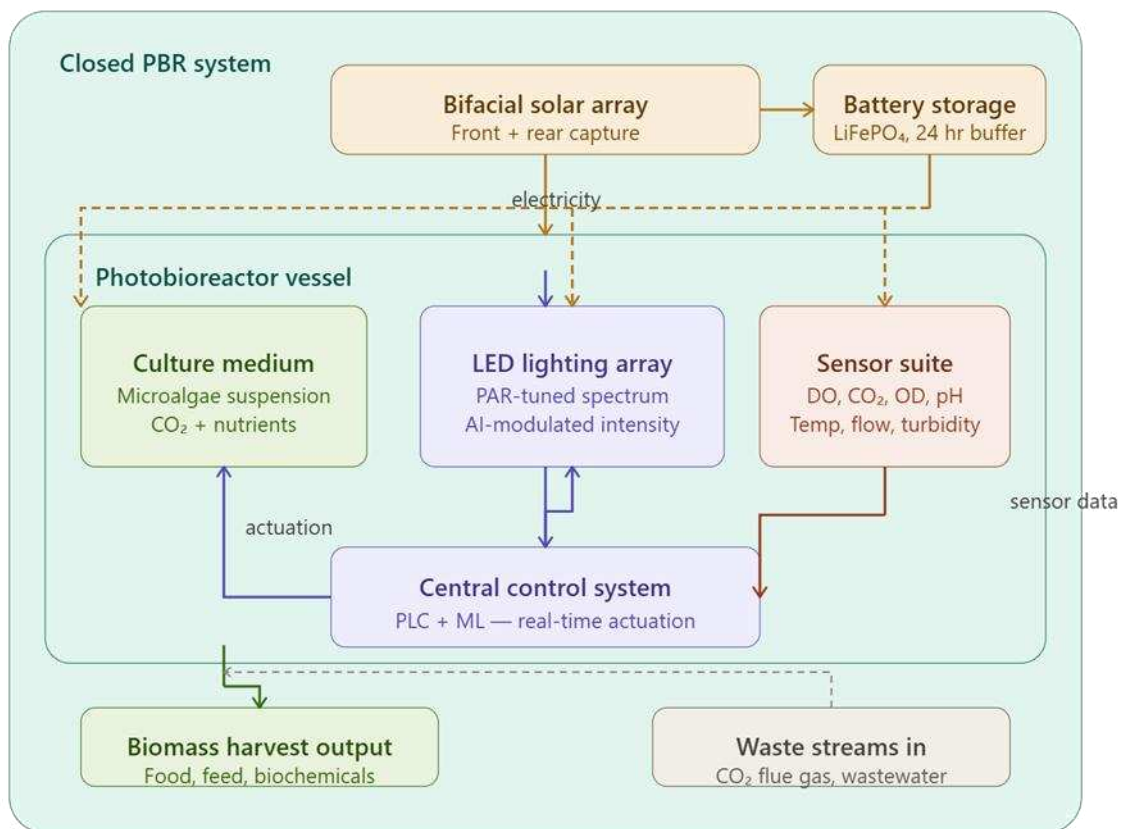 Closed PBR system
Bifacial solar array
Front + rear capture
Battery storage
LiFePO₄, 24 hr buffer
electricity
Photobioreactor vessel
Culture medium
Microalgae suspension
CO₂ + nutrients
LED lighting array
PAR-tuned spectrum
AI-modulated intensity
Sensor suite
DO, CO₂, OD, pH
Temp, flow, turbidity
sensor data
actuation
Central control system
PLC + ML — real-time actuation
Biomass harvest output
Food, feed, biochemicals
Waste streams in
CO₂ flue gas, wastewater